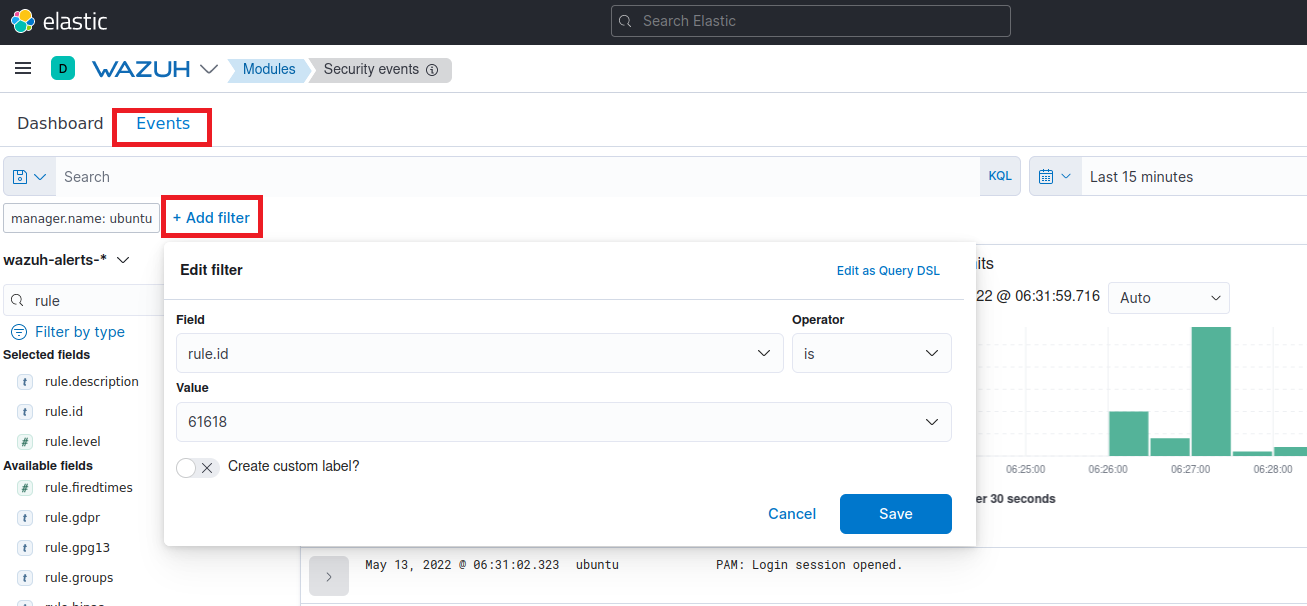 elastic
Search Elastic
D
WAZUH
Modules
Security events
Dashboard
Events
Search
KQL
Last 15 minutes
manager.name: ubuntu
+ Add filter
wazuh-alerts-*
rule
Filter by type
Selected fields
t rule.description
t rule.id
# rule.level
Available fields
# rule.firedtimes
t rule.gdpr
t rule.gpg13
t rule.groups
Edit filter
Edit as Query DSL
Field
Operator
rule.id
is
Value
61618
Create custom label?
Cancel
Save
its
22 @ 06:31:59.716
Auto
06:25:00 06:26:00 06:27:00 06:28:00
er 30 seconds
May 13, 2022 @ 06:31:02.323 ubuntu PAM: Login session opened.